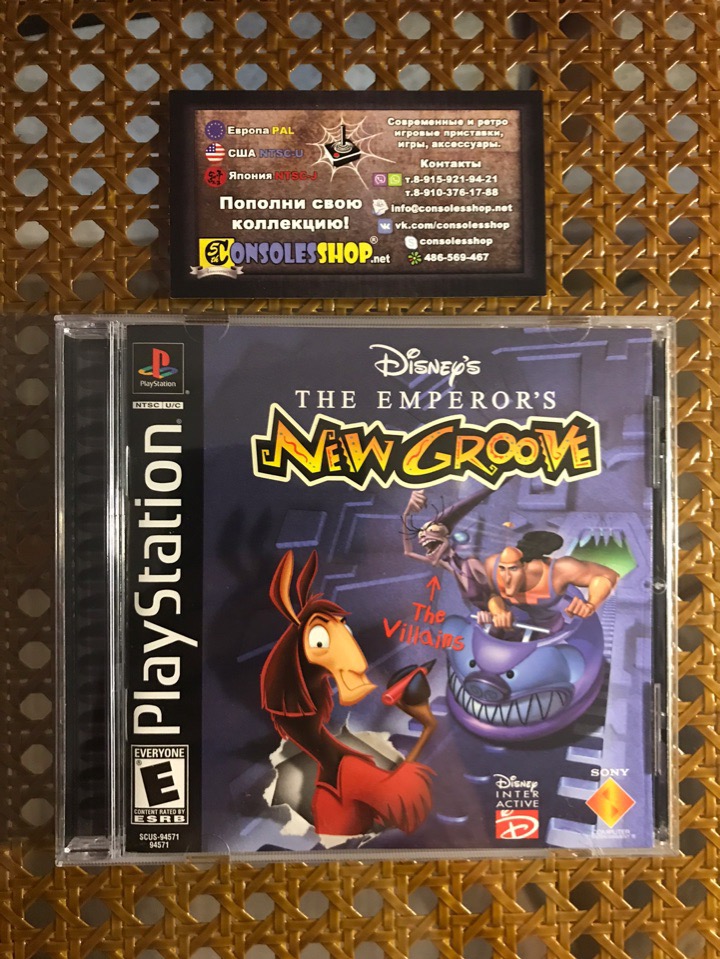 Европа PAL
США NTSC-U
Япония NTSC-J
Пополни свою
коллекцию!
CONSOLESSHOP.net
Современные и ретро
игровые приставки,
игры, аксессуары.
Контакты
т.8-915-921-94-21
т.8-910-376-17-88
info@consolesshop.net
vk.com/consolesshop
consolesshop
486-569-467
PlayStation
NTSC U/C
PlayStation
Disney's
THE EMPEROR'S
NEW GROOVE
The
Villains
EVERYONE
E
CONTENT RATED BY
ESRB
SCUS-94571
94571
Disney
INTER
ACTIVE
D
SONY
COMPUTER